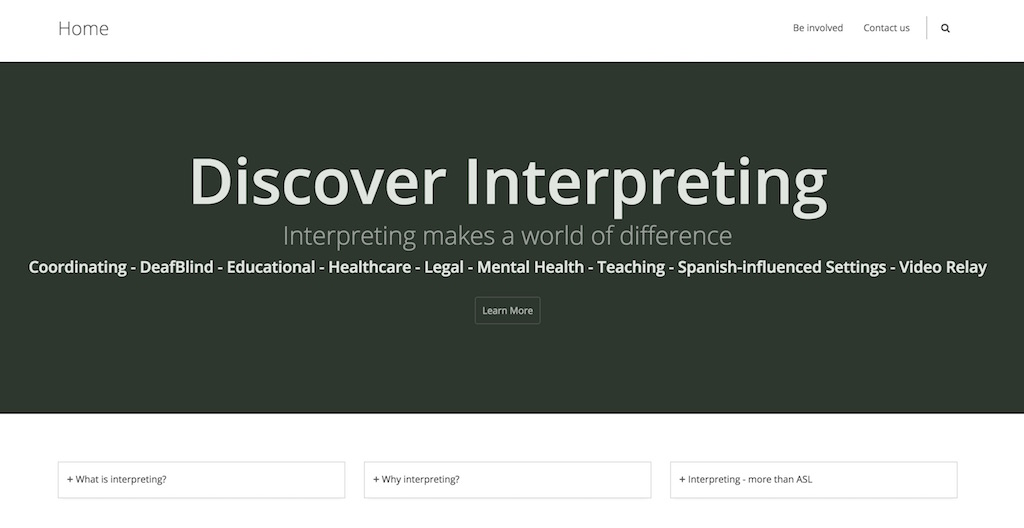 Home
Be involved
Contact us
Discover Interpreting
Interpreting makes a world of difference
Coordinating - DeafBlind - Educational - Healthcare - Legal - Mental Health - Teaching - Spanish-influenced Settings - Video Relay
Learn More
+ What is interpreting?
+ Why interpreting?
+ Interpreting - more than ASL